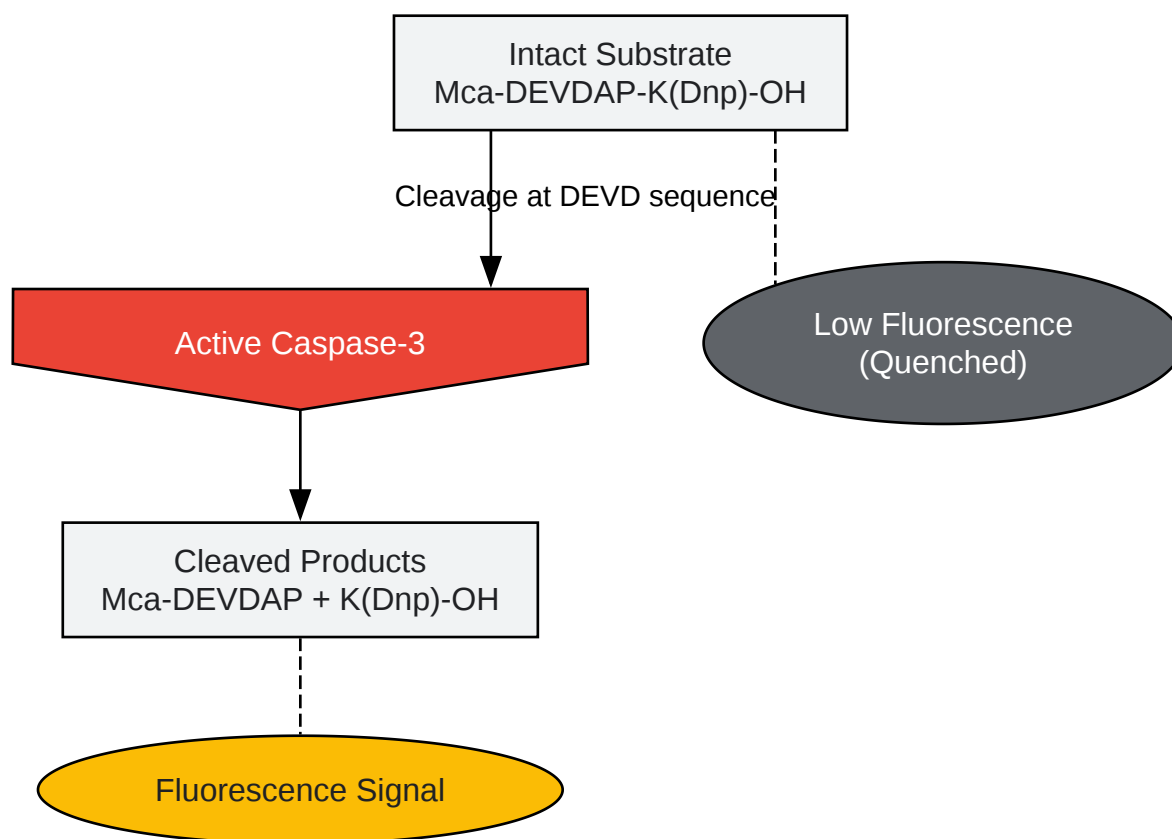 Intact Substrate
Mca-DEVDAP-K(Dnp)-OH
Cleavage at DEVD sequence
Active Caspase-3
Low Fluorescence
(Quenched)
Cleaved Products
Mca-DEVDAP + K(Dnp)-OH
Fluorescence Signal